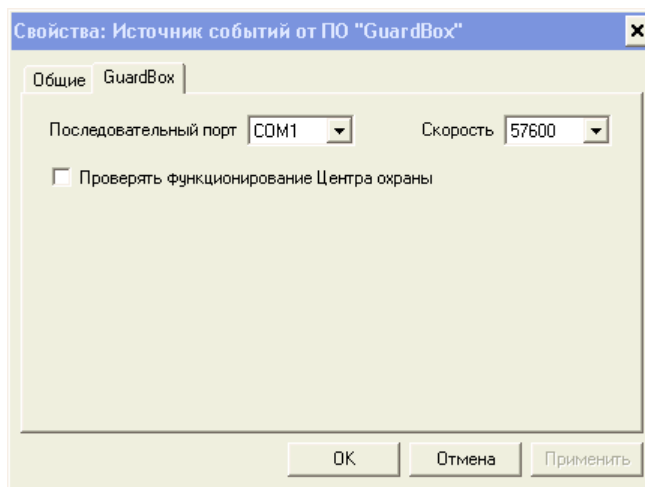 Свойства: Источник событий от ПО "GuardBox"
Общие GuardBox
Последовательный порт COM1 Скорость 57600
Проверять функционирование Центра охраны
OK Отмена Применить